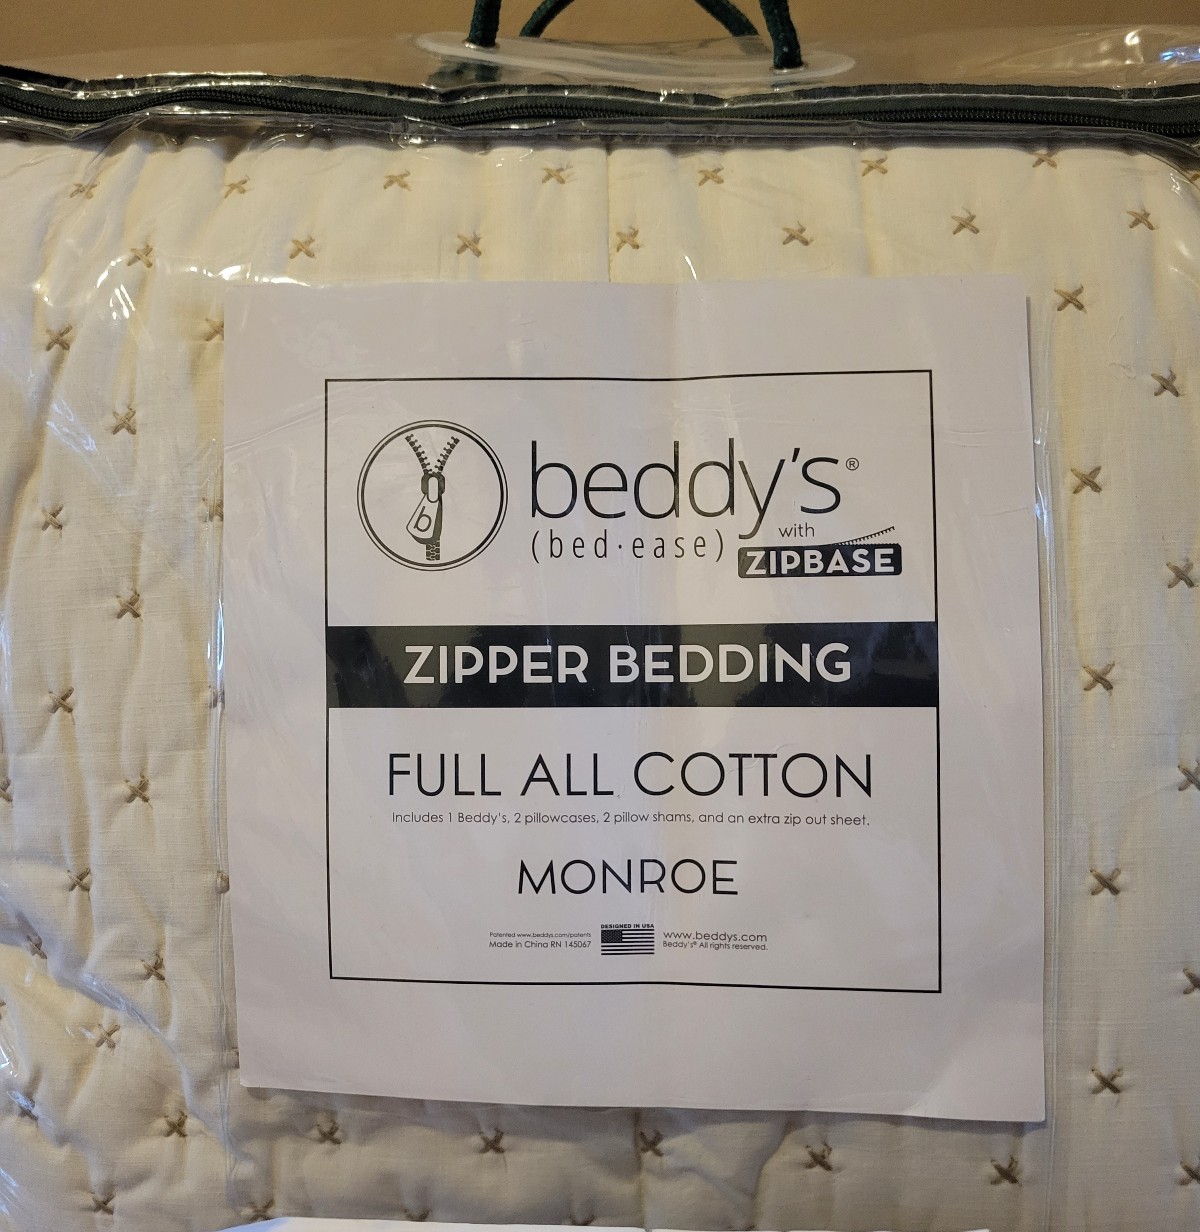 b
beddy's®
(bed·ease)
with
ZIPBASE
ZIPPER BEDDING
FULL ALL COTTON
Includes 1 Beddy's, 2 pillowcases, 2 pillow shams, and an extra zip out sheet.
MONROE
Patented www.beddys.com/patents
Made in China RN 145067
DESIGNED IN USA
www.beddys.com
Beddy's® All rights reserved.